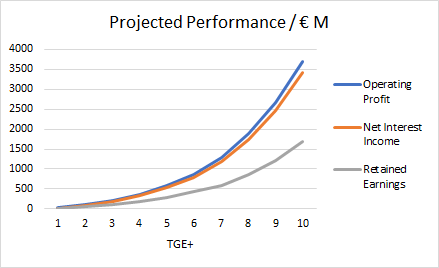 Projected Performance / € M
4000
3500
3000
2500
2000
1500
1000
500
0
1 2 3 4 5 6 7 8 9 10
TGE+
Operating
Profit
Net Interest
Income
Retained
Earnings